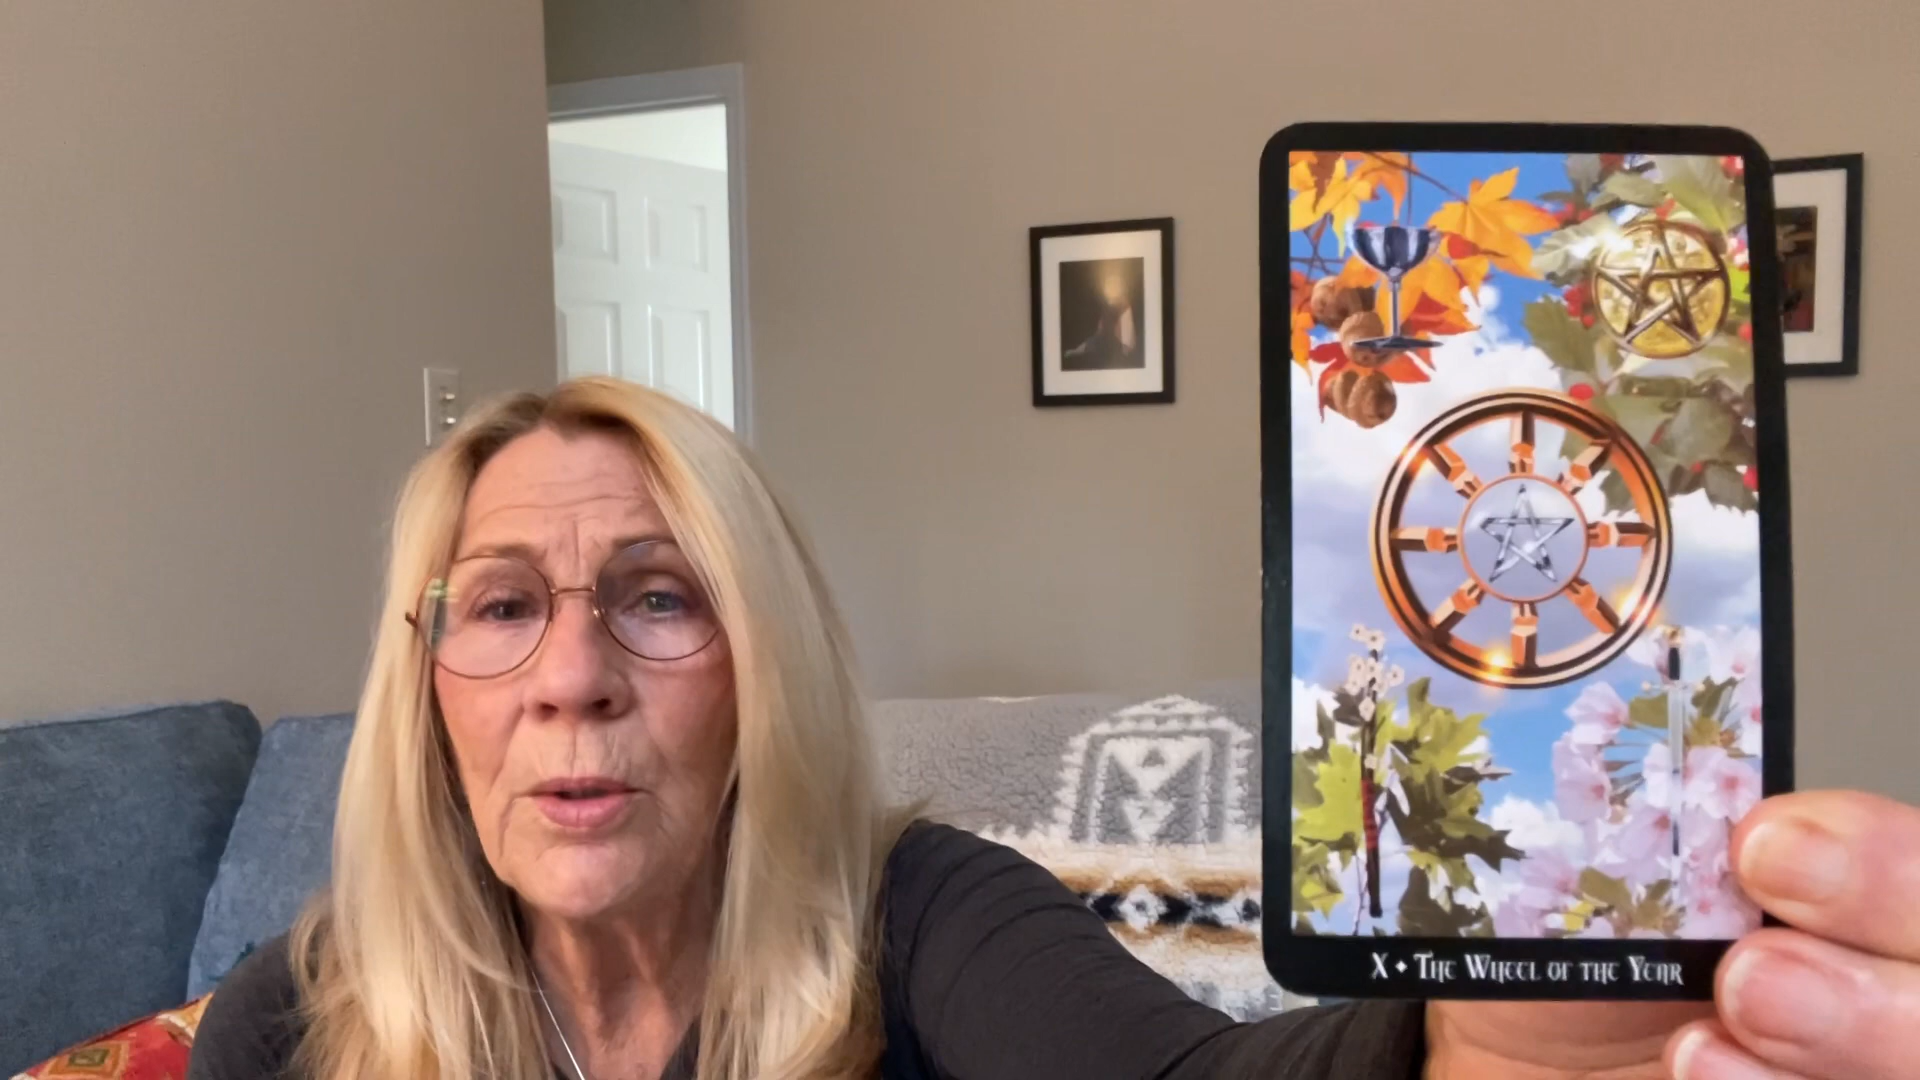 X ⬥ The Wheel of the Year